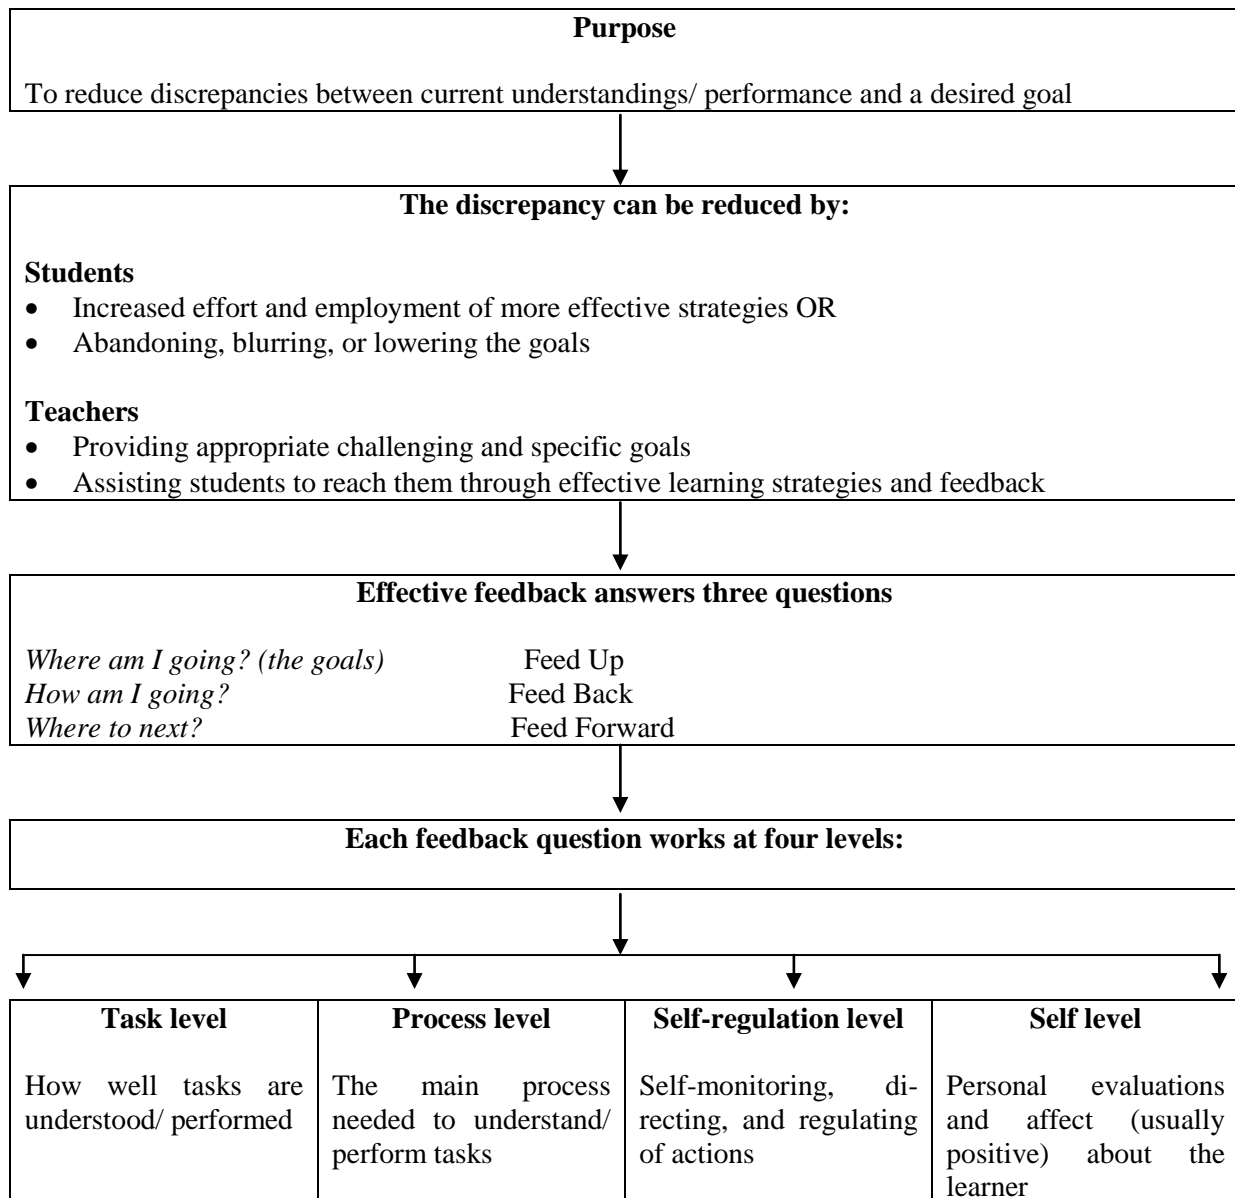 Purpose
To reduce discrepancies between current understandings/ performance and a desired goal
The discrepancy can be reduced by:
Students
• Increased effort and employment of more effective strategies OR
• Abandoning, blurring, or lowering the goals
Teachers
• Providing appropriate challenging and specific goals
• Assisting students to reach them through effective learning strategies and feedback
Effective feedback answers three questions
Where am I going? (the goals) Feed Up
How am I going? Feed Back
Where to next? Feed Forward
Each feedback question works at four levels:
Task level
How well tasks are
understood/ performed
Process level
The main process
needed to understand/
perform tasks
Self-regulation level
Self-monitoring, di-
recting, and regulating
of actions
Self level
Personal evaluations
and affect (usually
positive) about the
learner